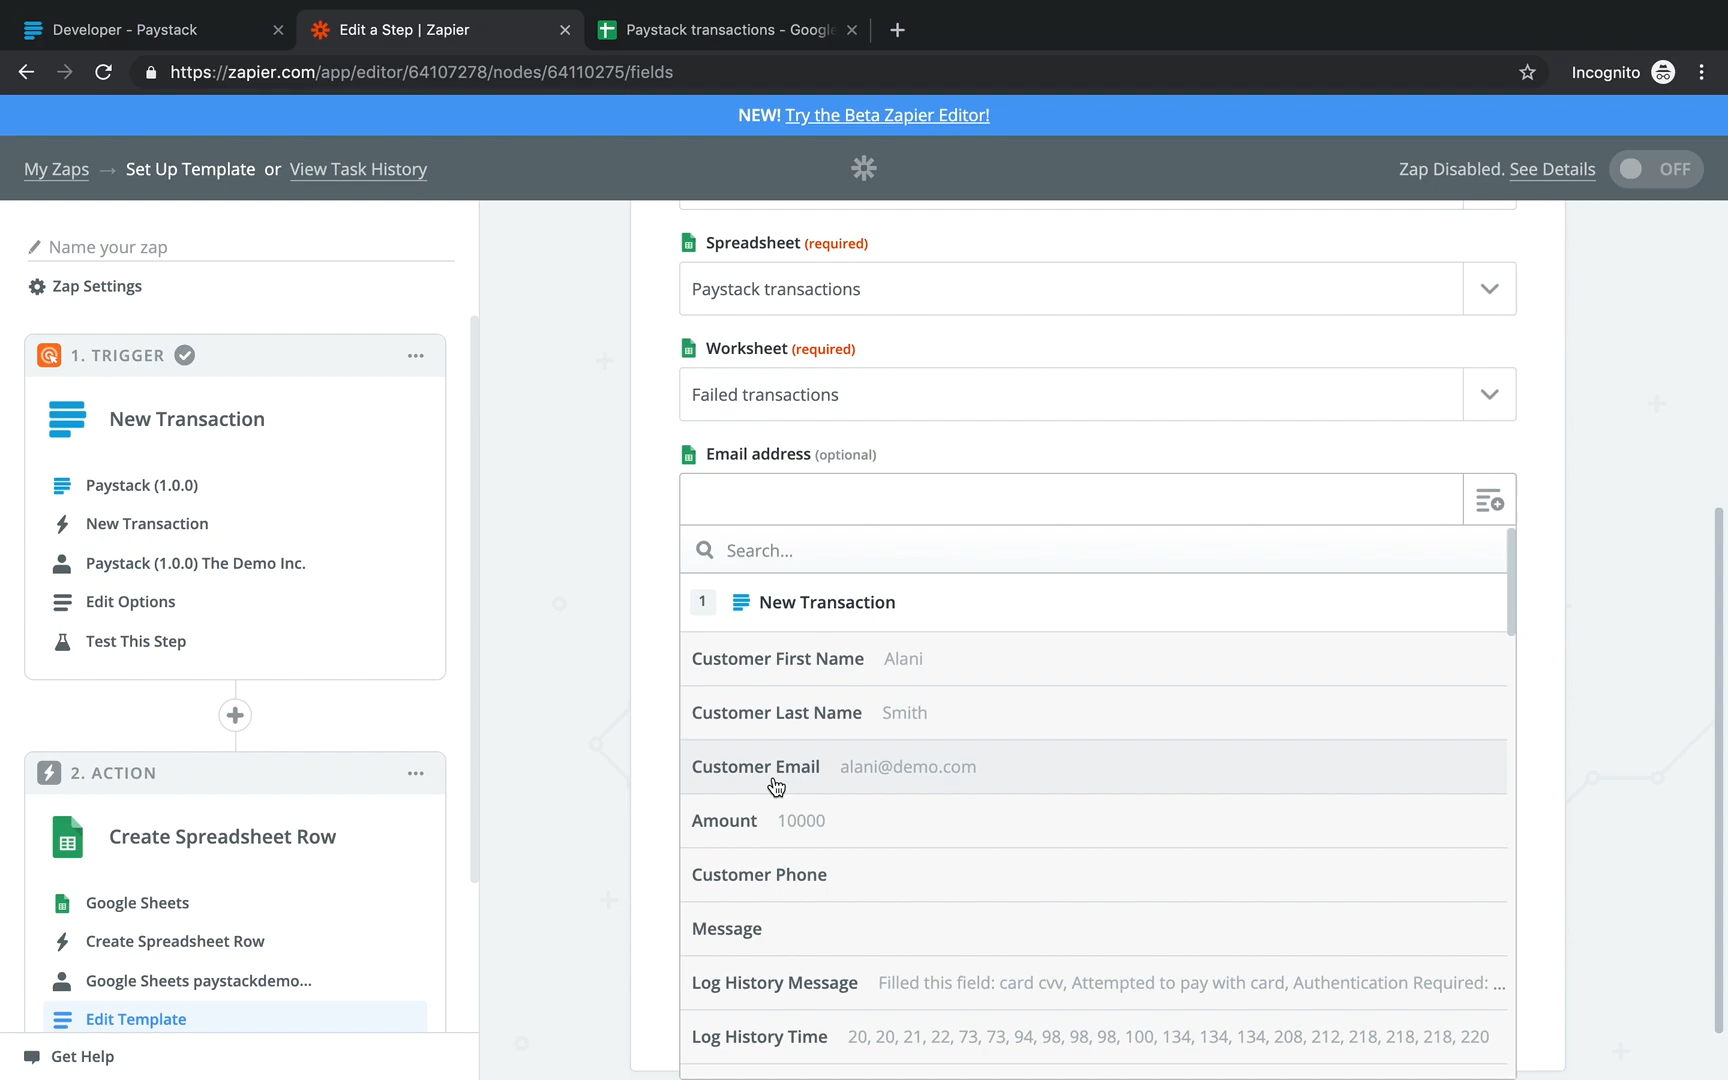 Developer - Paystack
Edit a Step | Zapier
Paystack transactions - Google
https://zapier.com/app/editor/64107278/nodes/64110275/fields
Incognito
NEW! Try the Beta Zapier Editor!
My Zaps → Set Up Template or View Task History
Zap Disabled. See Details
OFF
Name your zap
Zap Settings
1. TRIGGER
New Transaction
Paystack (1.0.0)
New Transaction
Paystack (1.0.0) The Demo Inc.
Edit Options
Test This Step
2. ACTION
Create Spreadsheet Row
Google Sheets
Create Spreadsheet Row
Google Sheets paystackdemo...
Edit Template
Get Help
Spreadsheet (required)
Paystack transactions
Worksheet (required)
Failed transactions
Email address (optional)
Search...
1 New Transaction
Customer First Name Alani
Customer Last Name Smith
Customer Email alani@demo.com
Amount 10000
Customer Phone
Message
Log History Message Filled this field: card cvv, Attempted to pay with card, Authentication Required: ...
Log History Time 20, 20, 21, 22, 73, 73, 94, 98, 98, 98, 100, 134, 134, 134, 208, 212, 218, 218, 218, 220